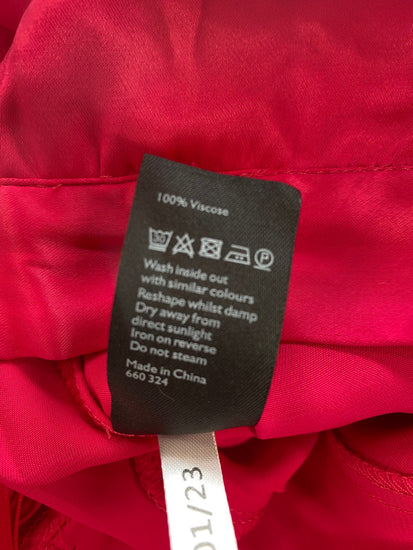 100% Viscose
30 P
Wash inside out
with similar colours
Reshape whilst damp
Dry away from
direct sunlight
Iron on reverse
Do not steam
Made in China
660 324
01/23